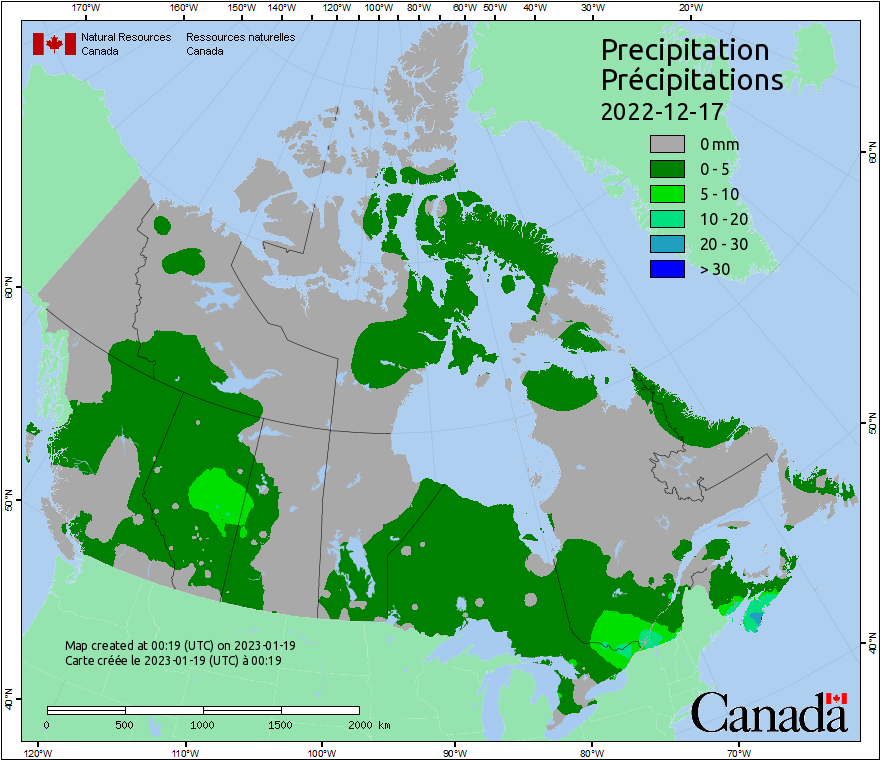 170°W 160°W 150°W 140°W 130°W 120°W 110°W 100°W 90°W 80°W 70°W 60°W 50°W 40°W 30°W 20°W
Natural Resources Ressources naturelles
Canada Canada
Precipitation
Précipitations
2022-12-17
0 mm
0 - 5
5 - 10
10 - 20
20 - 30
> 30
60°N
60°N
50°N
50°N
40°N
40°N
Map created at 00:19 (UTC) on 2023-01-19
Carte créée le 2023-01-19 (UTC) à 00:19
0 500 1000 1500 2000 km
Canada
120°W 110°W 100°W 90°W 80°W 70°W